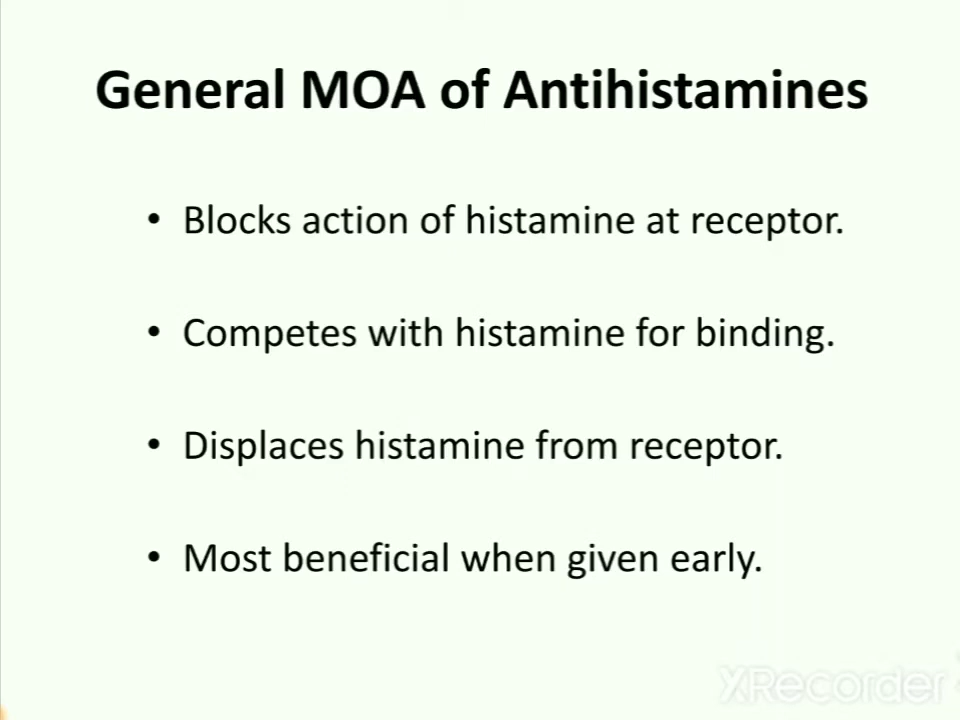 General MOA of Antihistamines
• Blocks action of histamine at receptor.
• Competes with histamine for binding.
• Displaces histamine from receptor.
• Most beneficial when given early.
XRecorder